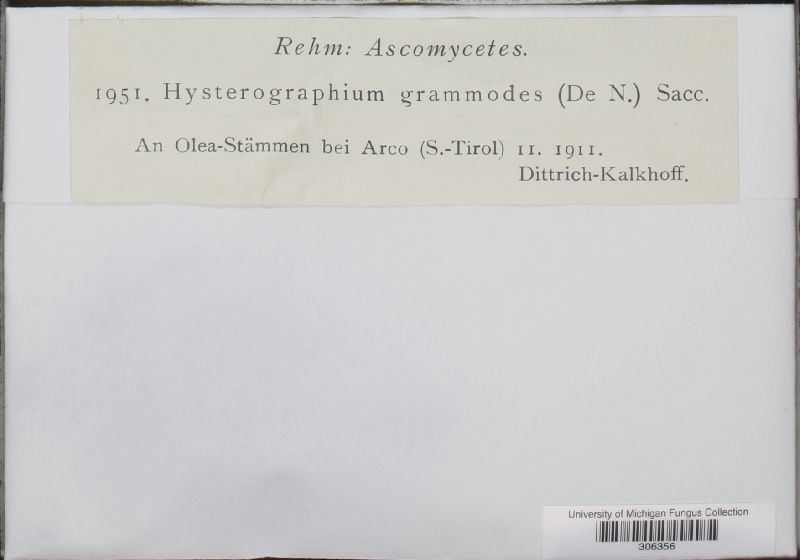 Rehm: Ascomycetes.
1951. Hysterographium grammodes (De N.) Sacc.
An Olea-Stämmen bei Arco (S.-Tirol) 11. 1911.
Dittrich-Kalkhoff.
University of Michigan Fungus Collection
306356